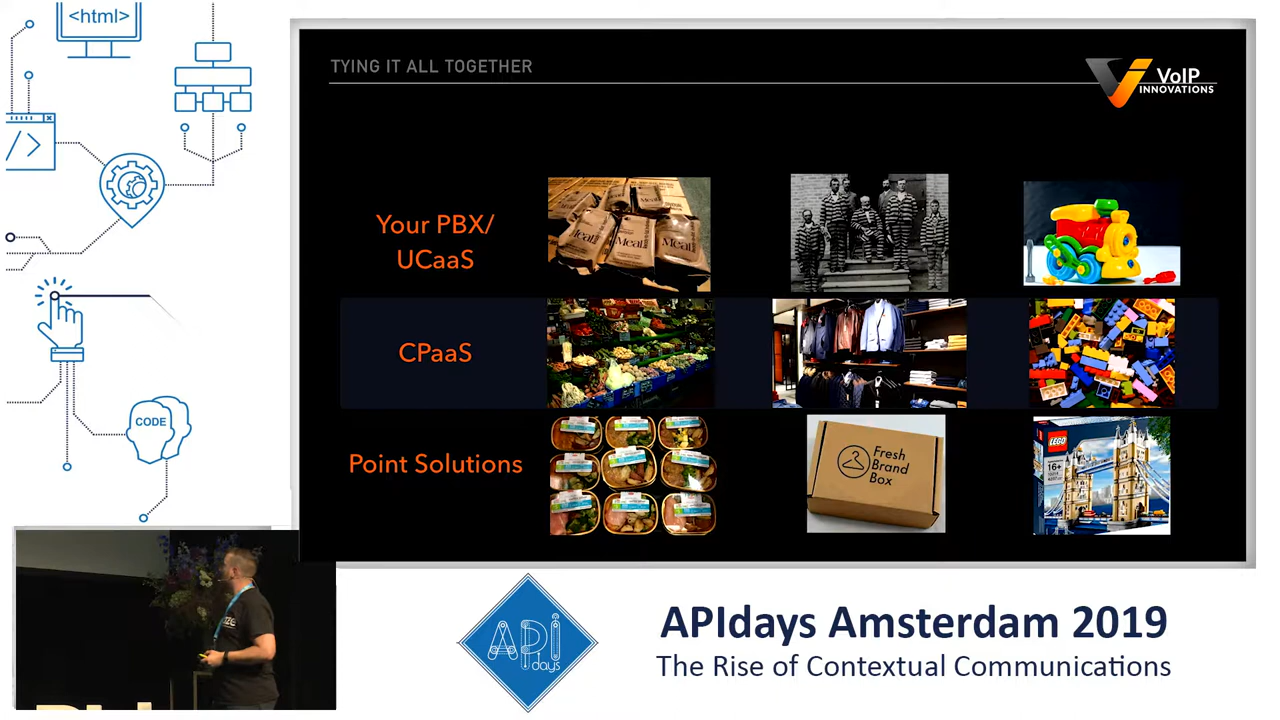 <html>
TYING IT ALL TOGETHER
VoIP
INNOVATIONS
Your PBX/
UCaaS
Meal
Meal
Meal
CPaaS
Point Solutions
Fresh
Brand
Box
LEGO
16+
CODE
</>
API
days
APIdays Amsterdam 2019
The Rise of Contextual Communications